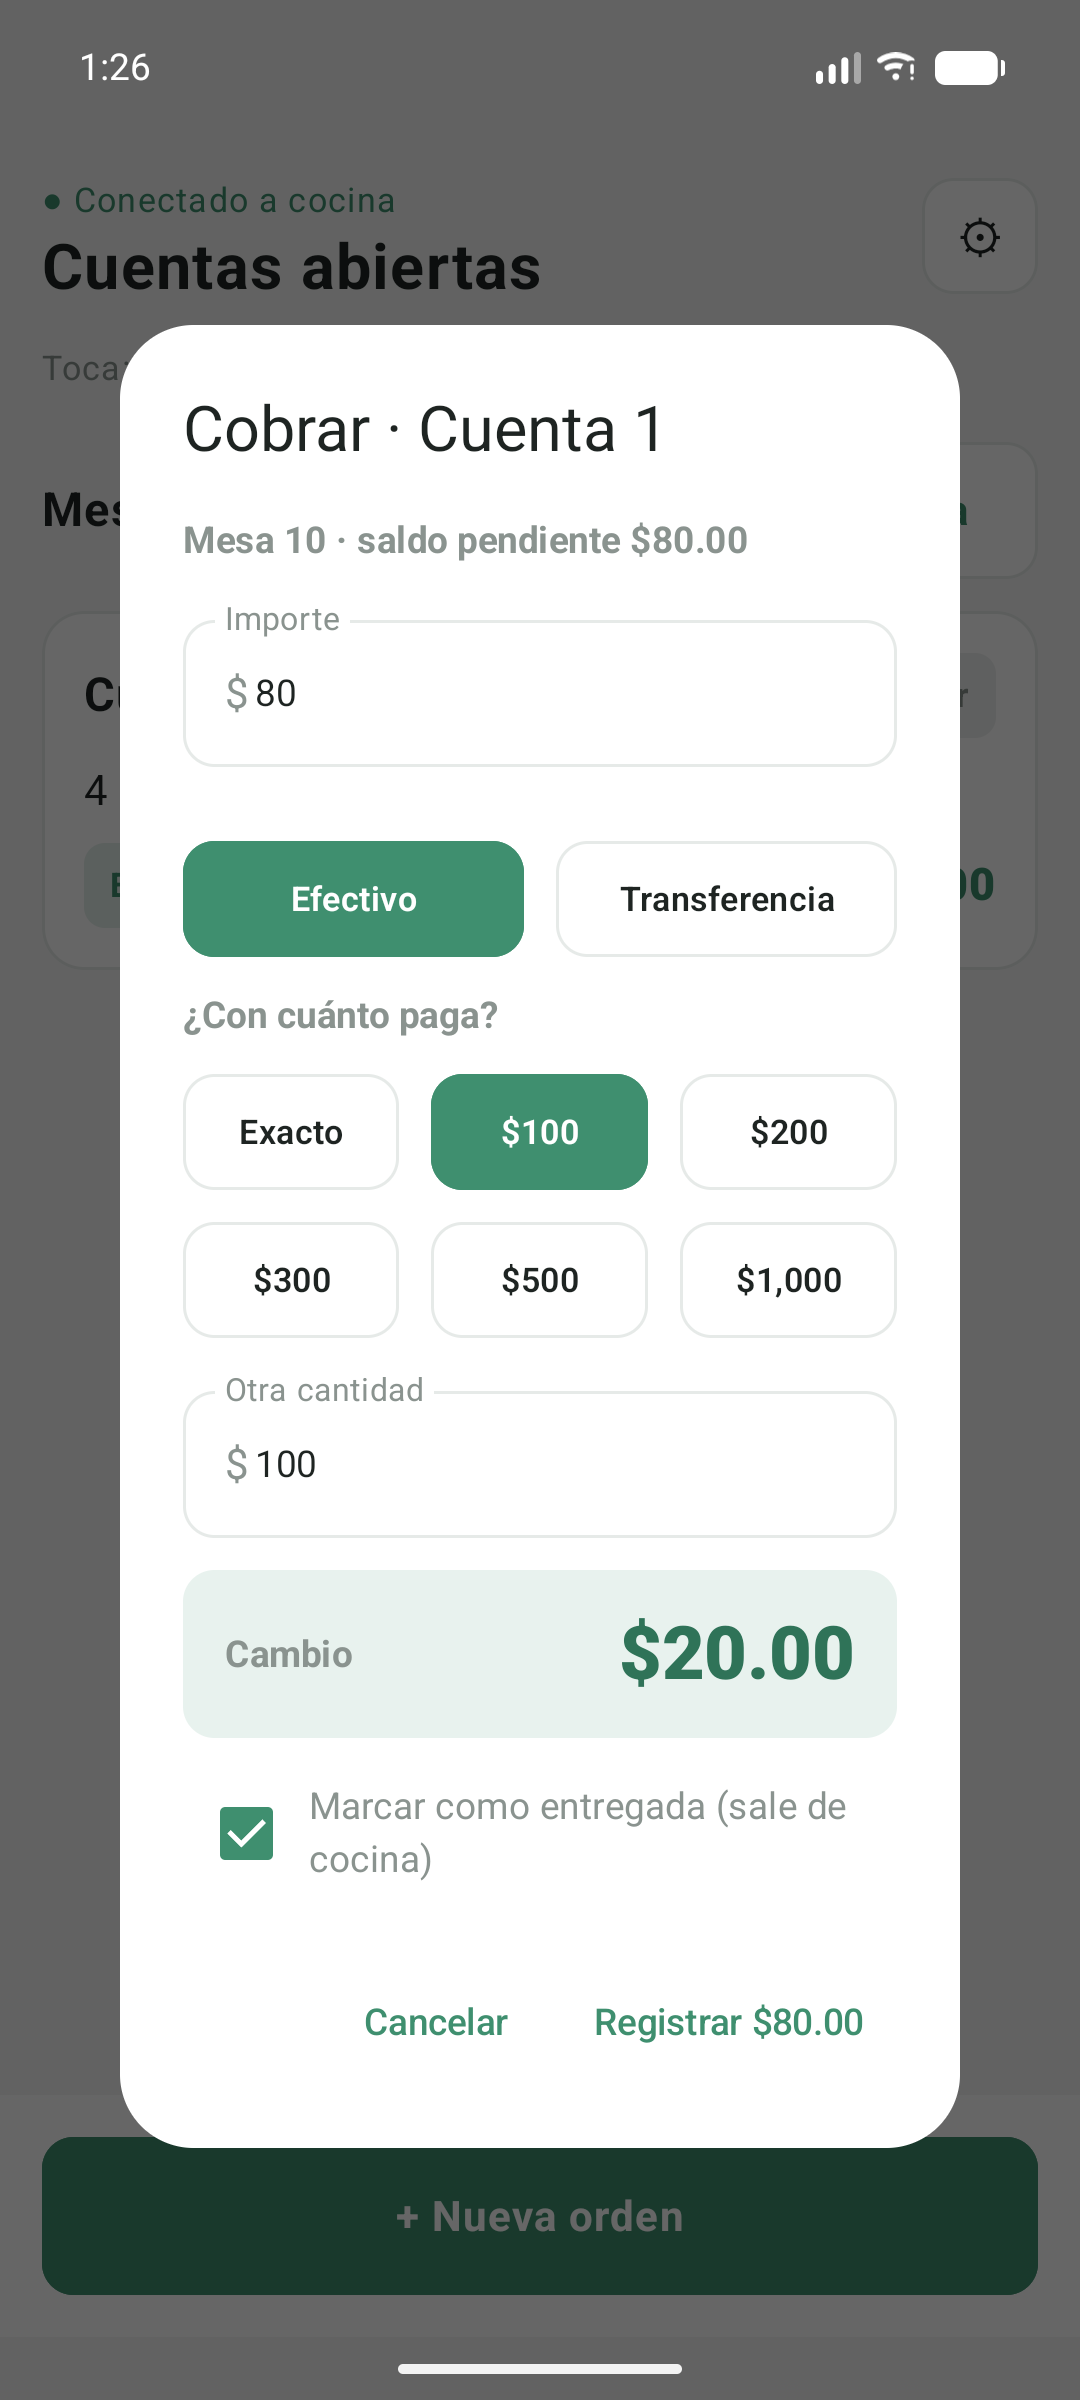 1:26
● Conectado a cocina
Cuentas abiertas
Cobrar · Cuenta 1
Mesa 10 · saldo pendiente $80.00
Importe
$ 80
Efectivo
Transferencia
¿Con cuánto paga?
Exacto
$100
$200
$300
$500
$1,000
Otra cantidad
$ 100
Cambio
$20.00
Marcar como entregada (sale de
cocina)
Cancelar
Registrar $80.00
4
+ Nueva orden